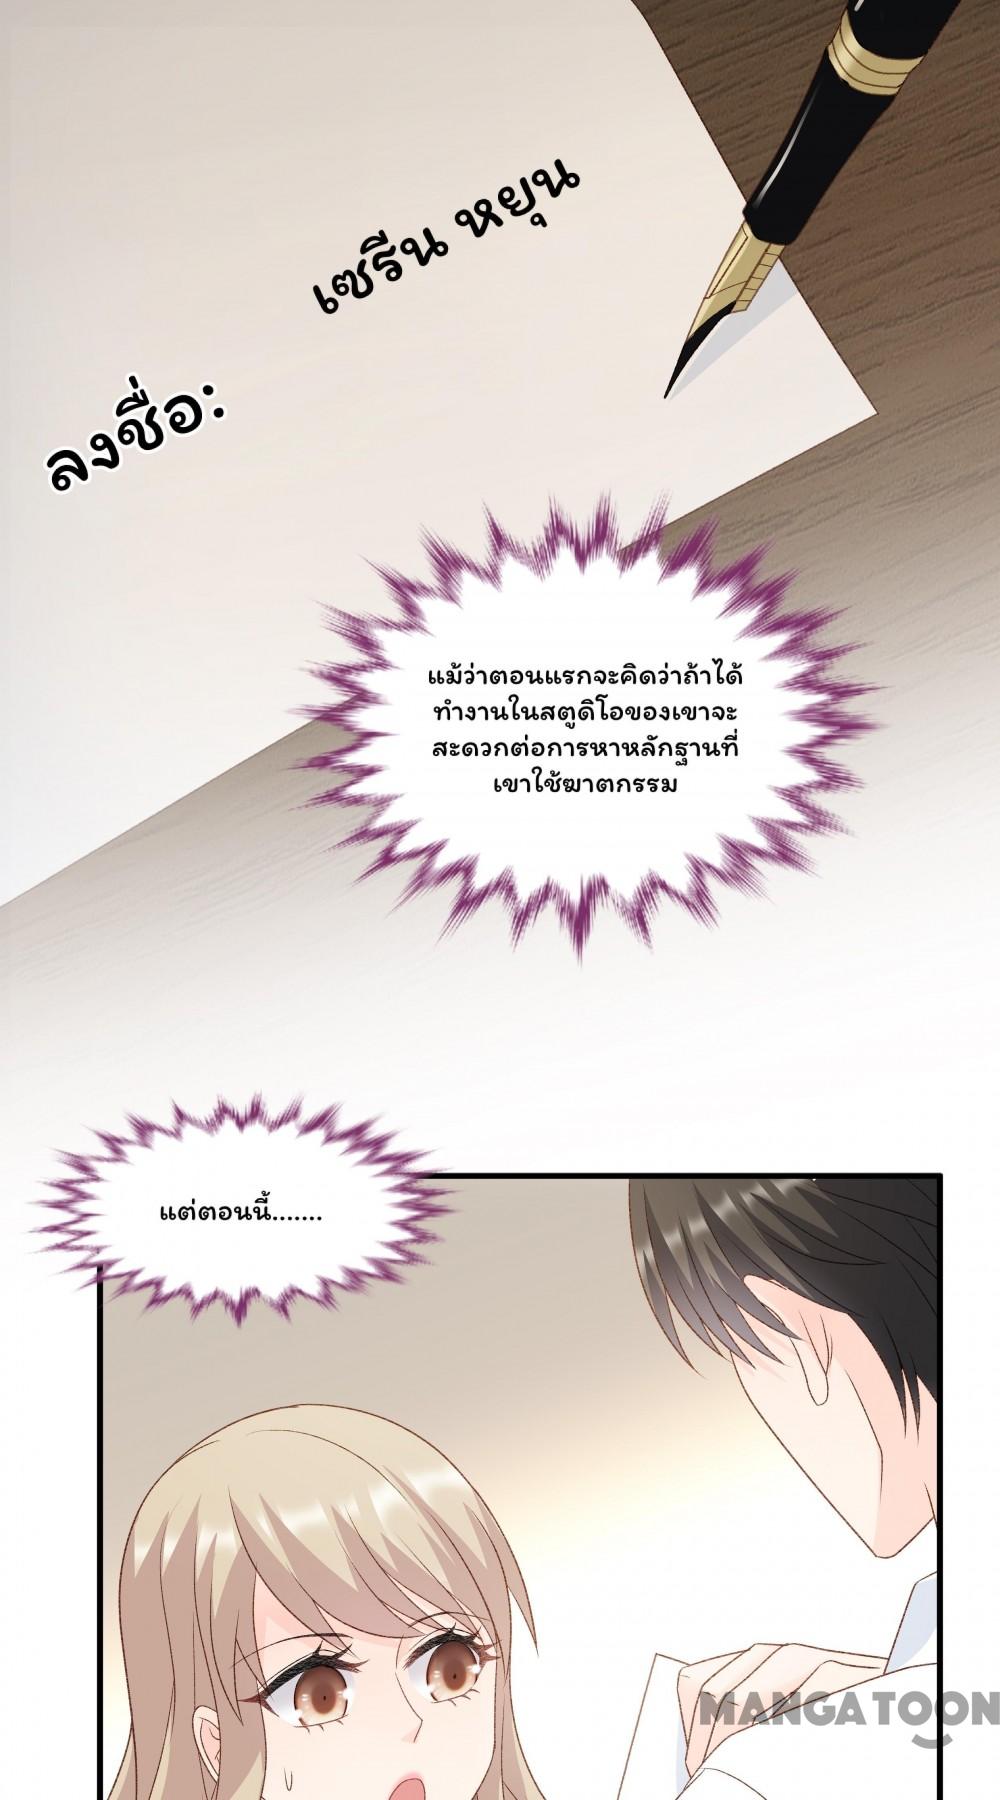 เซรีน หยุน
ลงชื่อ:
แม้ว่าตอนแรกจะคิดว่าถ้าได้
ทำงานในสตูดิโอของเขาจะ
สะดวกต่อการหาหลักฐานที่
เขาใช้ฆาตกรรม
แต่ตอนนี้.......
MANGATOON